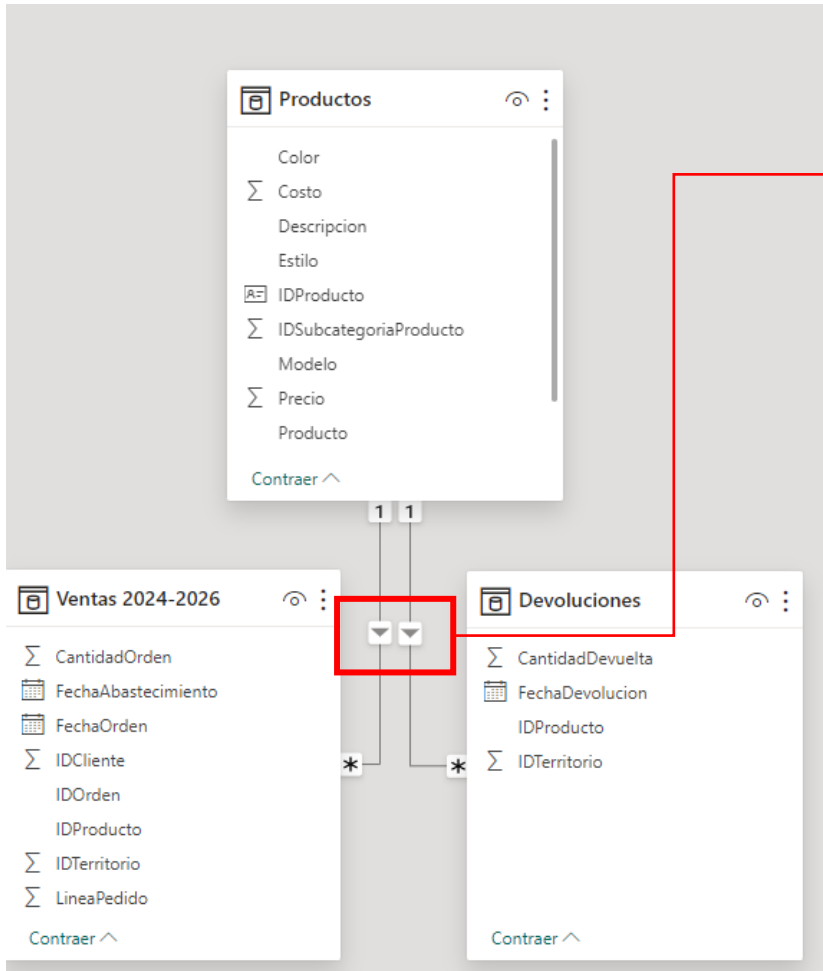 Productos
Color
Costo
Descripcion
Estilo
IDProducto
IDSubcategoriaProducto
Modelo
Precio
Producto
Contraer
1 1
Ventas 2024-2026
CantidadOrden
FechaAbastecimiento
FechaOrden
IDCliente
IDOrden
IDProducto
IDTerritorio
LineaPedido
Contraer
* *
Devoluciones
CantidadDevuelta
FechaDevolucion
IDProducto
IDTerritorio
Contraer